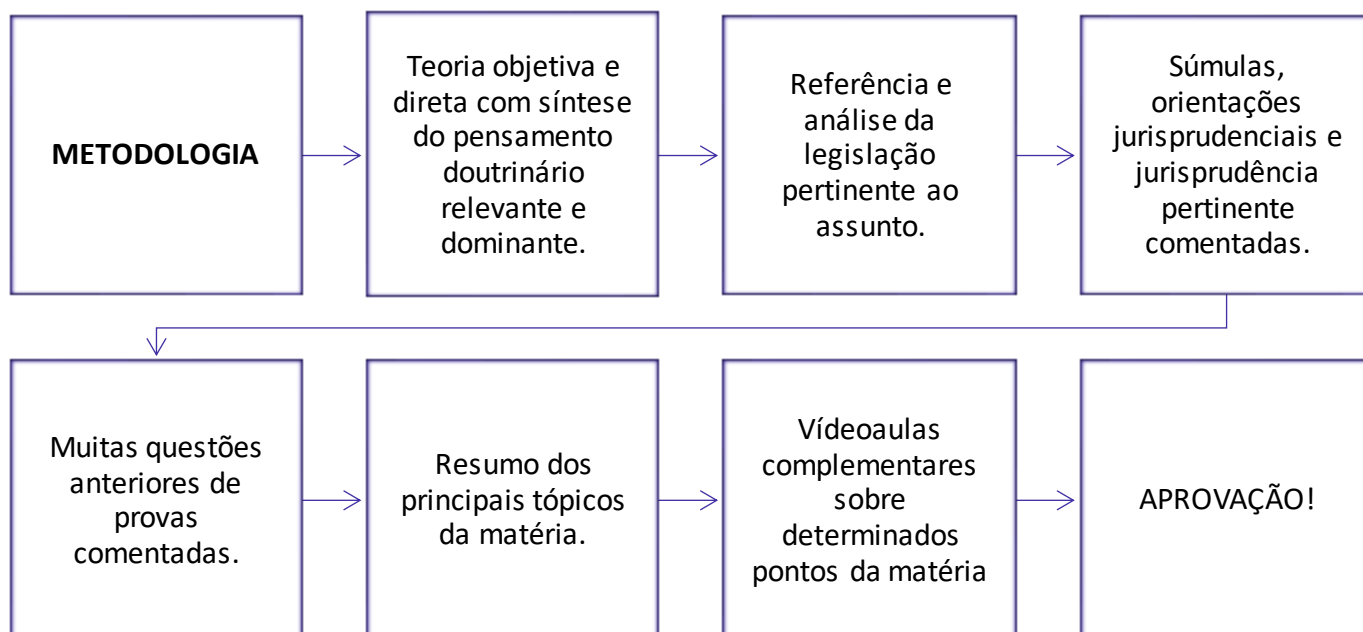 METODOLOGIA
Teoria objetiva e
direta com síntese
do pensamento
doutrinário
relevante e
dominante.
Referência e
análise da
legislação
pertinente ao
assunto.
Súmulas,
orientações
jurisprudenciais e
jurisprudência
pertinente
comentadas.
Muitas questões
anteriores de
provas
comentadas.
Resumo dos
principais tópicos
da matéria.
Vídeoaulas
complementares
sobre
determinados
pontos da matéria
APROVAÇÃO!